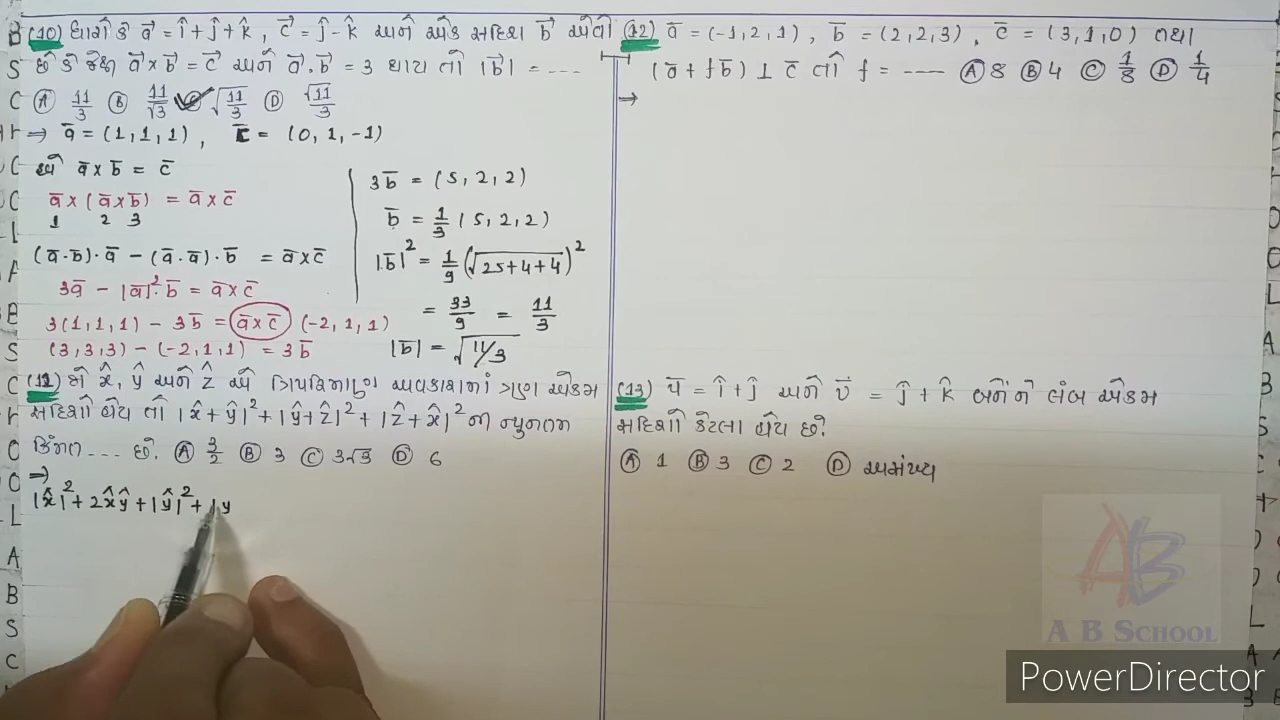 (10) ધારો કે a⃗ = î + ĵ + k̂ , c⃗ = ĵ - k̂ અને એક સદિશ b⃗ એવી
છે કે જેથી a⃗ × b⃗ = c⃗ અને a⃗ . b⃗ = 3 થાય તો |b⃗| = ---
Ⓐ 11/3 Ⓑ 11/√3 Ⓒ √(11/3) Ⓓ √11/3
⇒ a̅ = (1, 1, 1) , c̅ = (0, 1, -1)
એ a̅ × b̅ = c̅
a̅ × (a̅ × b̅) = a̅ × c̅
1 2 3
(a̅ · b̅) · a̅ - (a̅ · a̅) · b̅ = a̅ × c̅
3a̅ - |a̅|² · b̅ = a̅ × c̅
3(1, 1, 1) - 3b̅ = a̅ × c̅ (-2, 1, 1)
(3, 3, 3) - (-2, 1, 1) = 3b̅
3b̅ = (5, 2, 2)
b̅ = 1/3 (5, 2, 2)
|b̅|² = 1/9 (√(25+4+4))²
= 33/9 = 11/3
|b̅| = √(11/3)
(11) જો x̂, ŷ અને ẑ એ ત્રિપરિમાણીય અવકાશમાં ત્રણ એકમ
સદિશો હોય તો |x̂ + ŷ|² + |ŷ + ẑ|² + |ẑ + x̂|² ની ન્યુનતમ
કિંમત --- છે. Ⓐ 3/2 Ⓑ 3 Ⓒ 3√3 Ⓓ 6
⇒
|x̂|² + 2x̂ŷ + |ŷ|² + |y
(12) a̅ = (-1, 2, 1) , b̅ = (2, 2, 3) , c̅ = (3, 1, 0) તથા
(a̅ + f b̅) ⊥ c̅ તો f = --- Ⓐ 8 Ⓑ 4 Ⓒ 1/8 Ⓓ 1/4
→
(13) u̅ = î + ĵ અને v⃗ = ĵ + k̂ બંનેને લંબ એકમ
સદિશો કેટલા હોય છે?
Ⓐ 1 Ⓑ 3 Ⓒ 2 Ⓓ અસંખ્ય
AB
A B SCHOOL
PowerDirector